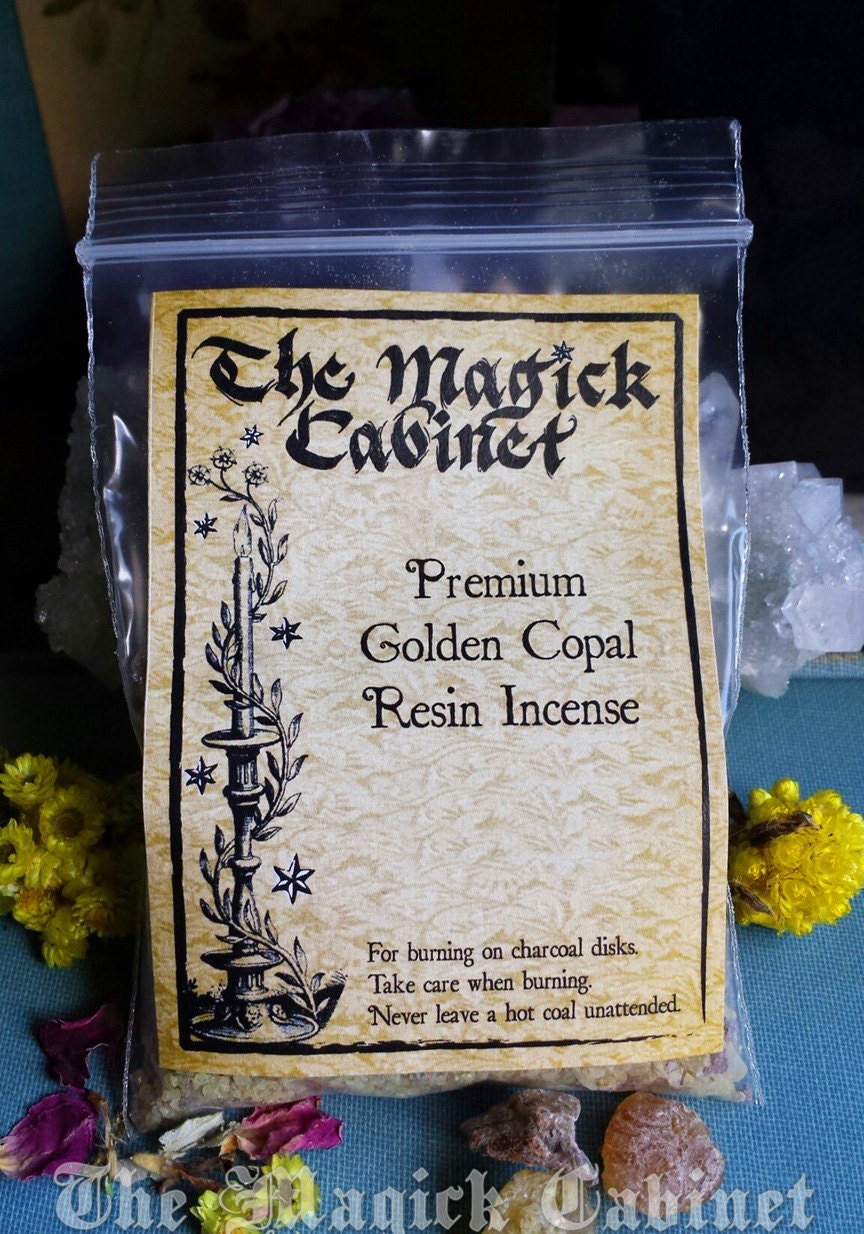 The Magick
Cabinet
Premium
Golden Copal
Resin Incense
For burning on charcoal disks.
Take care when burning.
Never leave a hot coal unattended.
The Magick Cabinet